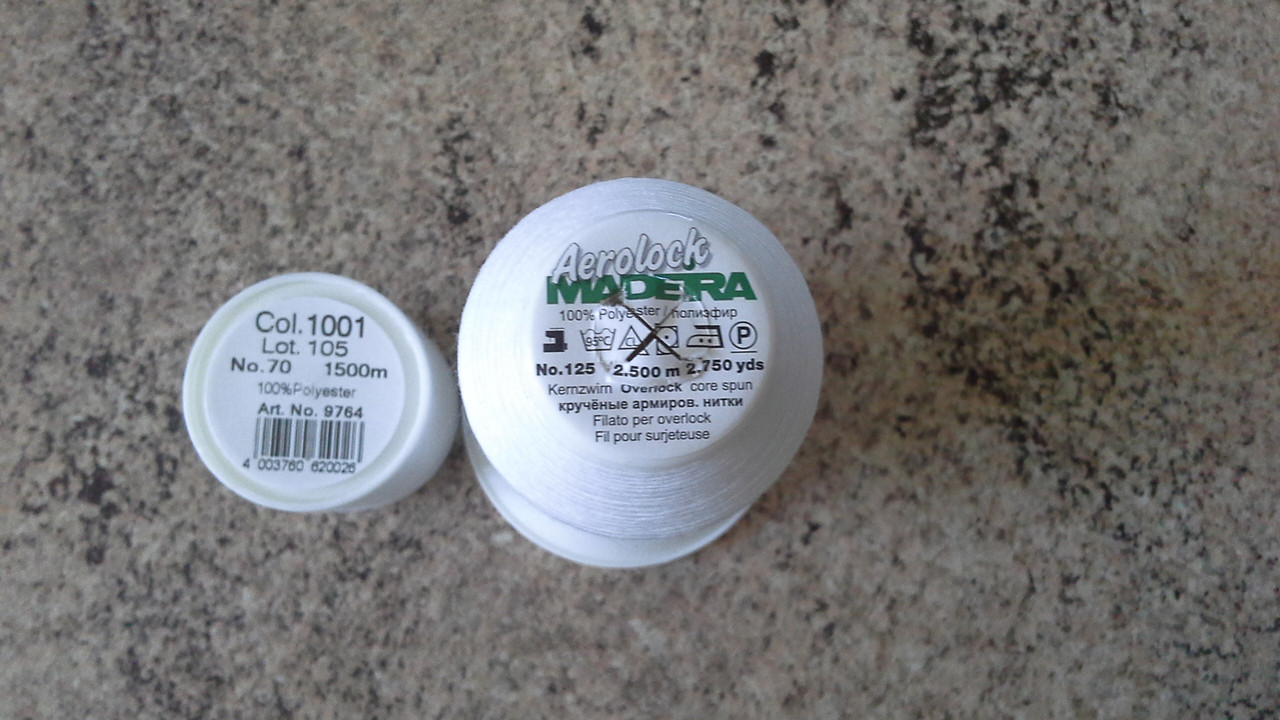 Col.1001
Lot. 105
No.70 1500m
100%Polyester
Art. No. 9764
4 003760 620026
Aerolock
MADEIRA
100% Polyester / полиэфир
95°C CL P
No.125 2.500 m 2.750 yds
Kernzwirn Overlock core spun
кручёные армиров. нитки
Filato per overlock
Fil pour surjeteuse